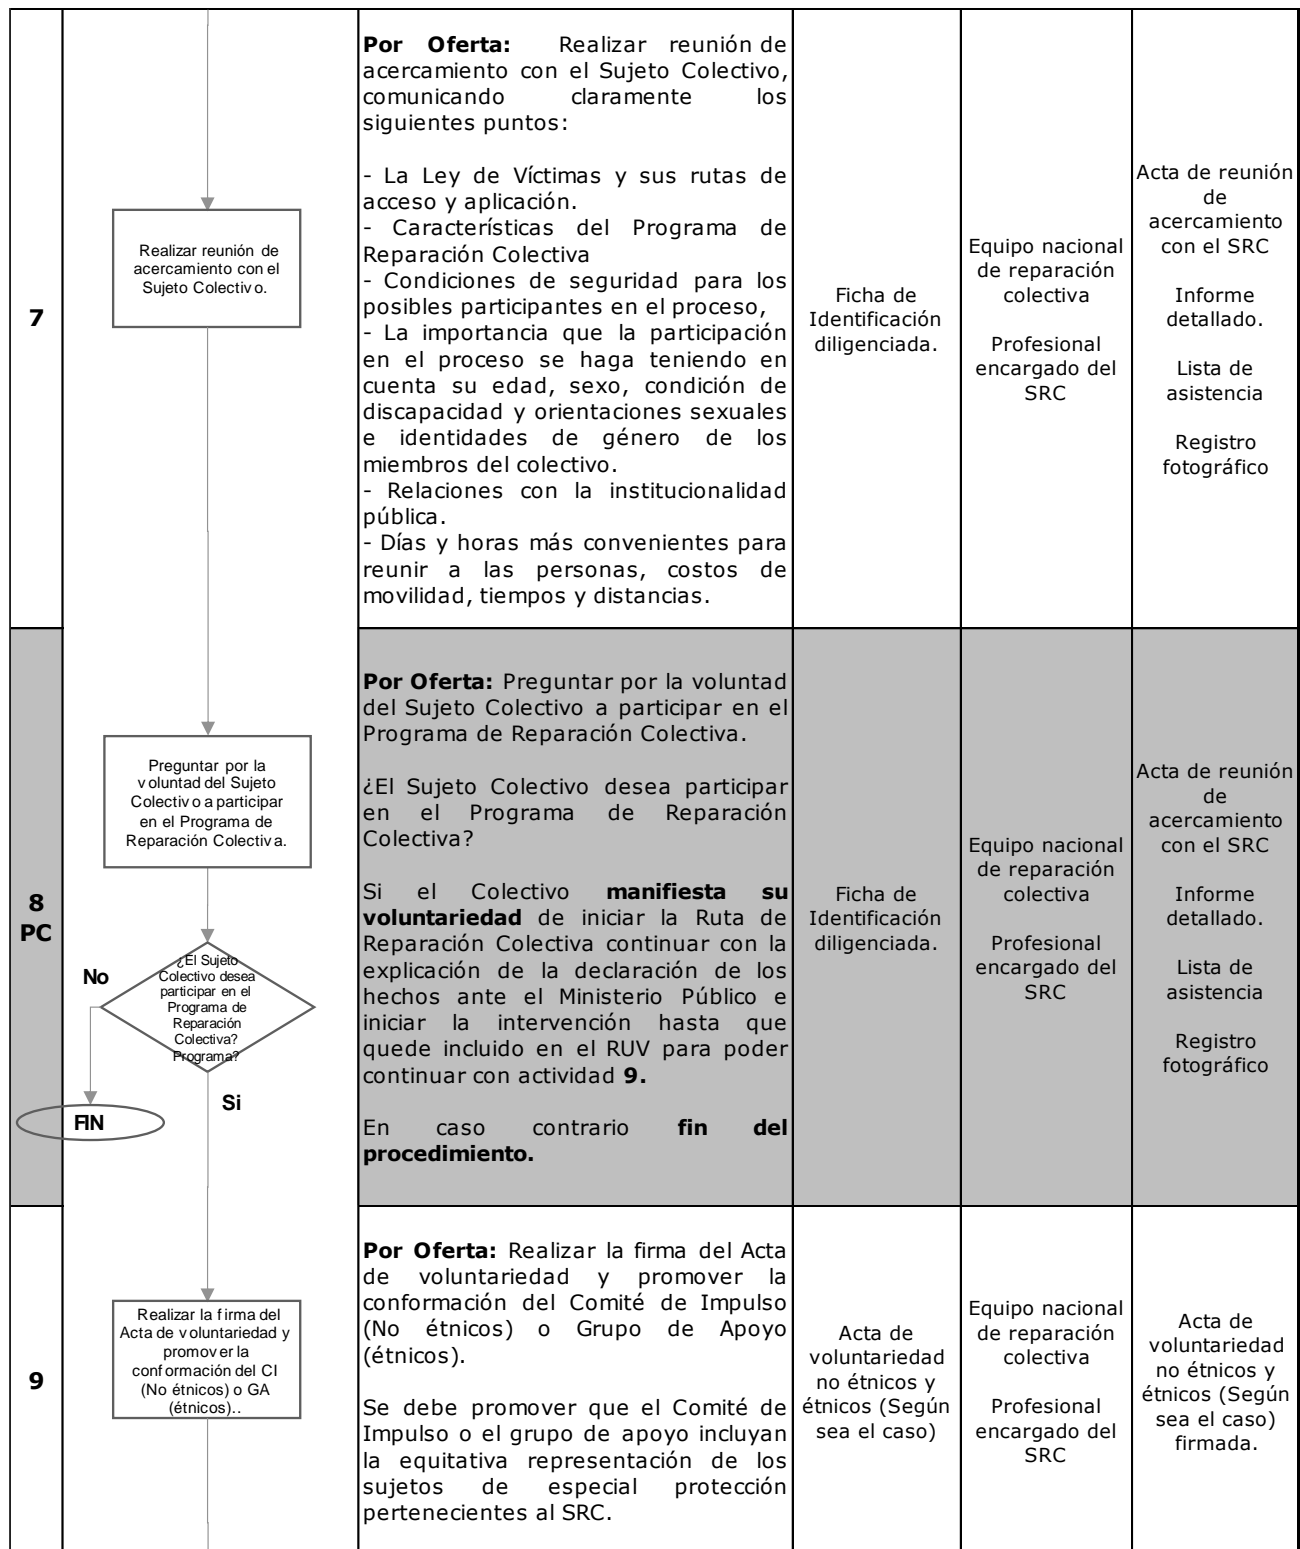 7
Realizar reunión de
acercamiento con el
Sujeto Colectivo.
Por Oferta: Realizar reunión de
acercamiento con el Sujeto Colectivo,
comunicando claramente los
siguientes puntos:
- La Ley de Víctimas y sus rutas de
acceso y aplicación.
- Características del Programa de
Reparación Colectiva
- Condiciones de seguridad para los
posibles participantes en el proceso,
- La importancia que la participación
en el proceso se haga teniendo en
cuenta su edad, sexo, condición de
discapacidad y orientaciones sexuales
e identidades de género de los
miembros del colectivo.
- Relaciones con la institucionalidad
pública.
- Días y horas más convenientes para
reunir a las personas, costos de
movilidad, tiempos y distancias.
Ficha de
Identificación
diligenciada.
Equipo nacional
de reparación
colectiva
Profesional
encargado del
SRC
Acta de reunión
de
acercamiento
con el SRC
Informe
detallado.
Lista de
asistencia
Registro
fotográfico
8
PC
Preguntar por la
voluntad del Sujeto
Colectivo a participar
en el Programa de
Reparación Colectiva.
¿El Sujeto
Colectivo desea
participar en el
Programa de
Reparación
Colectiva?
Programa?
No
FIN
Si
Por Oferta: Preguntar por la voluntad
del Sujeto Colectivo a participar en el
Programa de Reparación Colectiva.
¿El Sujeto Colectivo desea participar
en el Programa de Reparación
Colectiva?
Si el Colectivo manifiesta su
voluntariedad de iniciar la Ruta de
Reparación Colectiva continuar con la
explicación de la declaración de los
hechos ante el Ministerio Público e
iniciar la intervención hasta que
quede incluido en el RUV para poder
continuar con actividad 9.
En caso contrario fin del
procedimiento.
Ficha de
Identificación
diligenciada.
Equipo nacional
de reparación
colectiva
Profesional
encargado del
SRC
Acta de reunión
de
acercamiento
con el SRC
Informe
detallado.
Lista de
asistencia
Registro
fotográfico
9
Realizar la firma del
Acta de voluntariedad y
promover la
conformación del CI
(No étnicos) o GA
(étnicos)..
Por Oferta: Realizar la firma del Acta
de voluntariedad y promover la
conformación del Comité de Impulso
(No étnicos) o Grupo de Apoyo
(étnicos).
Se debe promover que el Comité de
Impulso o el grupo de apoyo incluyan
la equitativa representación de los
sujetos de especial protección
pertenecientes al SRC.
Acta de
voluntariedad
no étnicos y
étnicos (Según
sea el caso)
Equipo nacional
de reparación
colectiva
Profesional
encargado del
SRC
Acta de
voluntariedad
no étnicos y
étnicos (Según
sea el caso)
firmada.